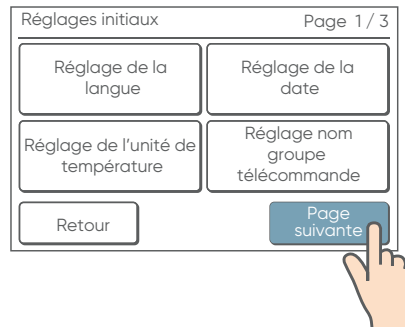 Réglages initiaux
Page 1 / 3
Réglage de la
langue
Réglage de la
date
Réglage de l'unité de
température
Réglage nom
groupe
télécommande
Retour
Page
suivante